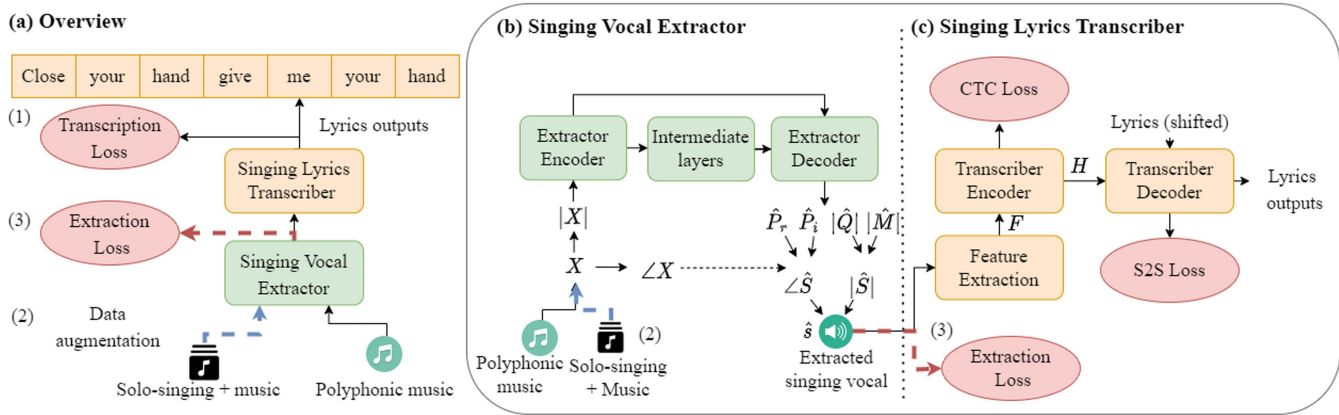 (a) Overview
Close your hand give me your hand
(1)
Transcription
Loss
Lyrics outputs
Singing Lyrics
Transcriber
(3)
Extraction
Loss
Singing Vocal
Extractor
(2)
Data
augmentation
Solo-singing + music
Polyphonic music
(b) Singing Vocal Extractor
Extractor
Encoder
Intermediate
layers
Extractor
Decoder
|X|
X
∠X
P̂r P̂i |Q̂| |M̂|
∠Ŝ |Ŝ|
ŝ
Polyphonic
music
(2)
Solo-singing
+ Music
Extracted
singing vocal
(c) Singing Lyrics Transcriber
CTC Loss
Lyrics (shifted)
Transcriber
Encoder
H
Transcriber
Decoder
Lyrics
outputs
F
Feature
Extraction
S2S Loss
(3)
Extraction
Loss